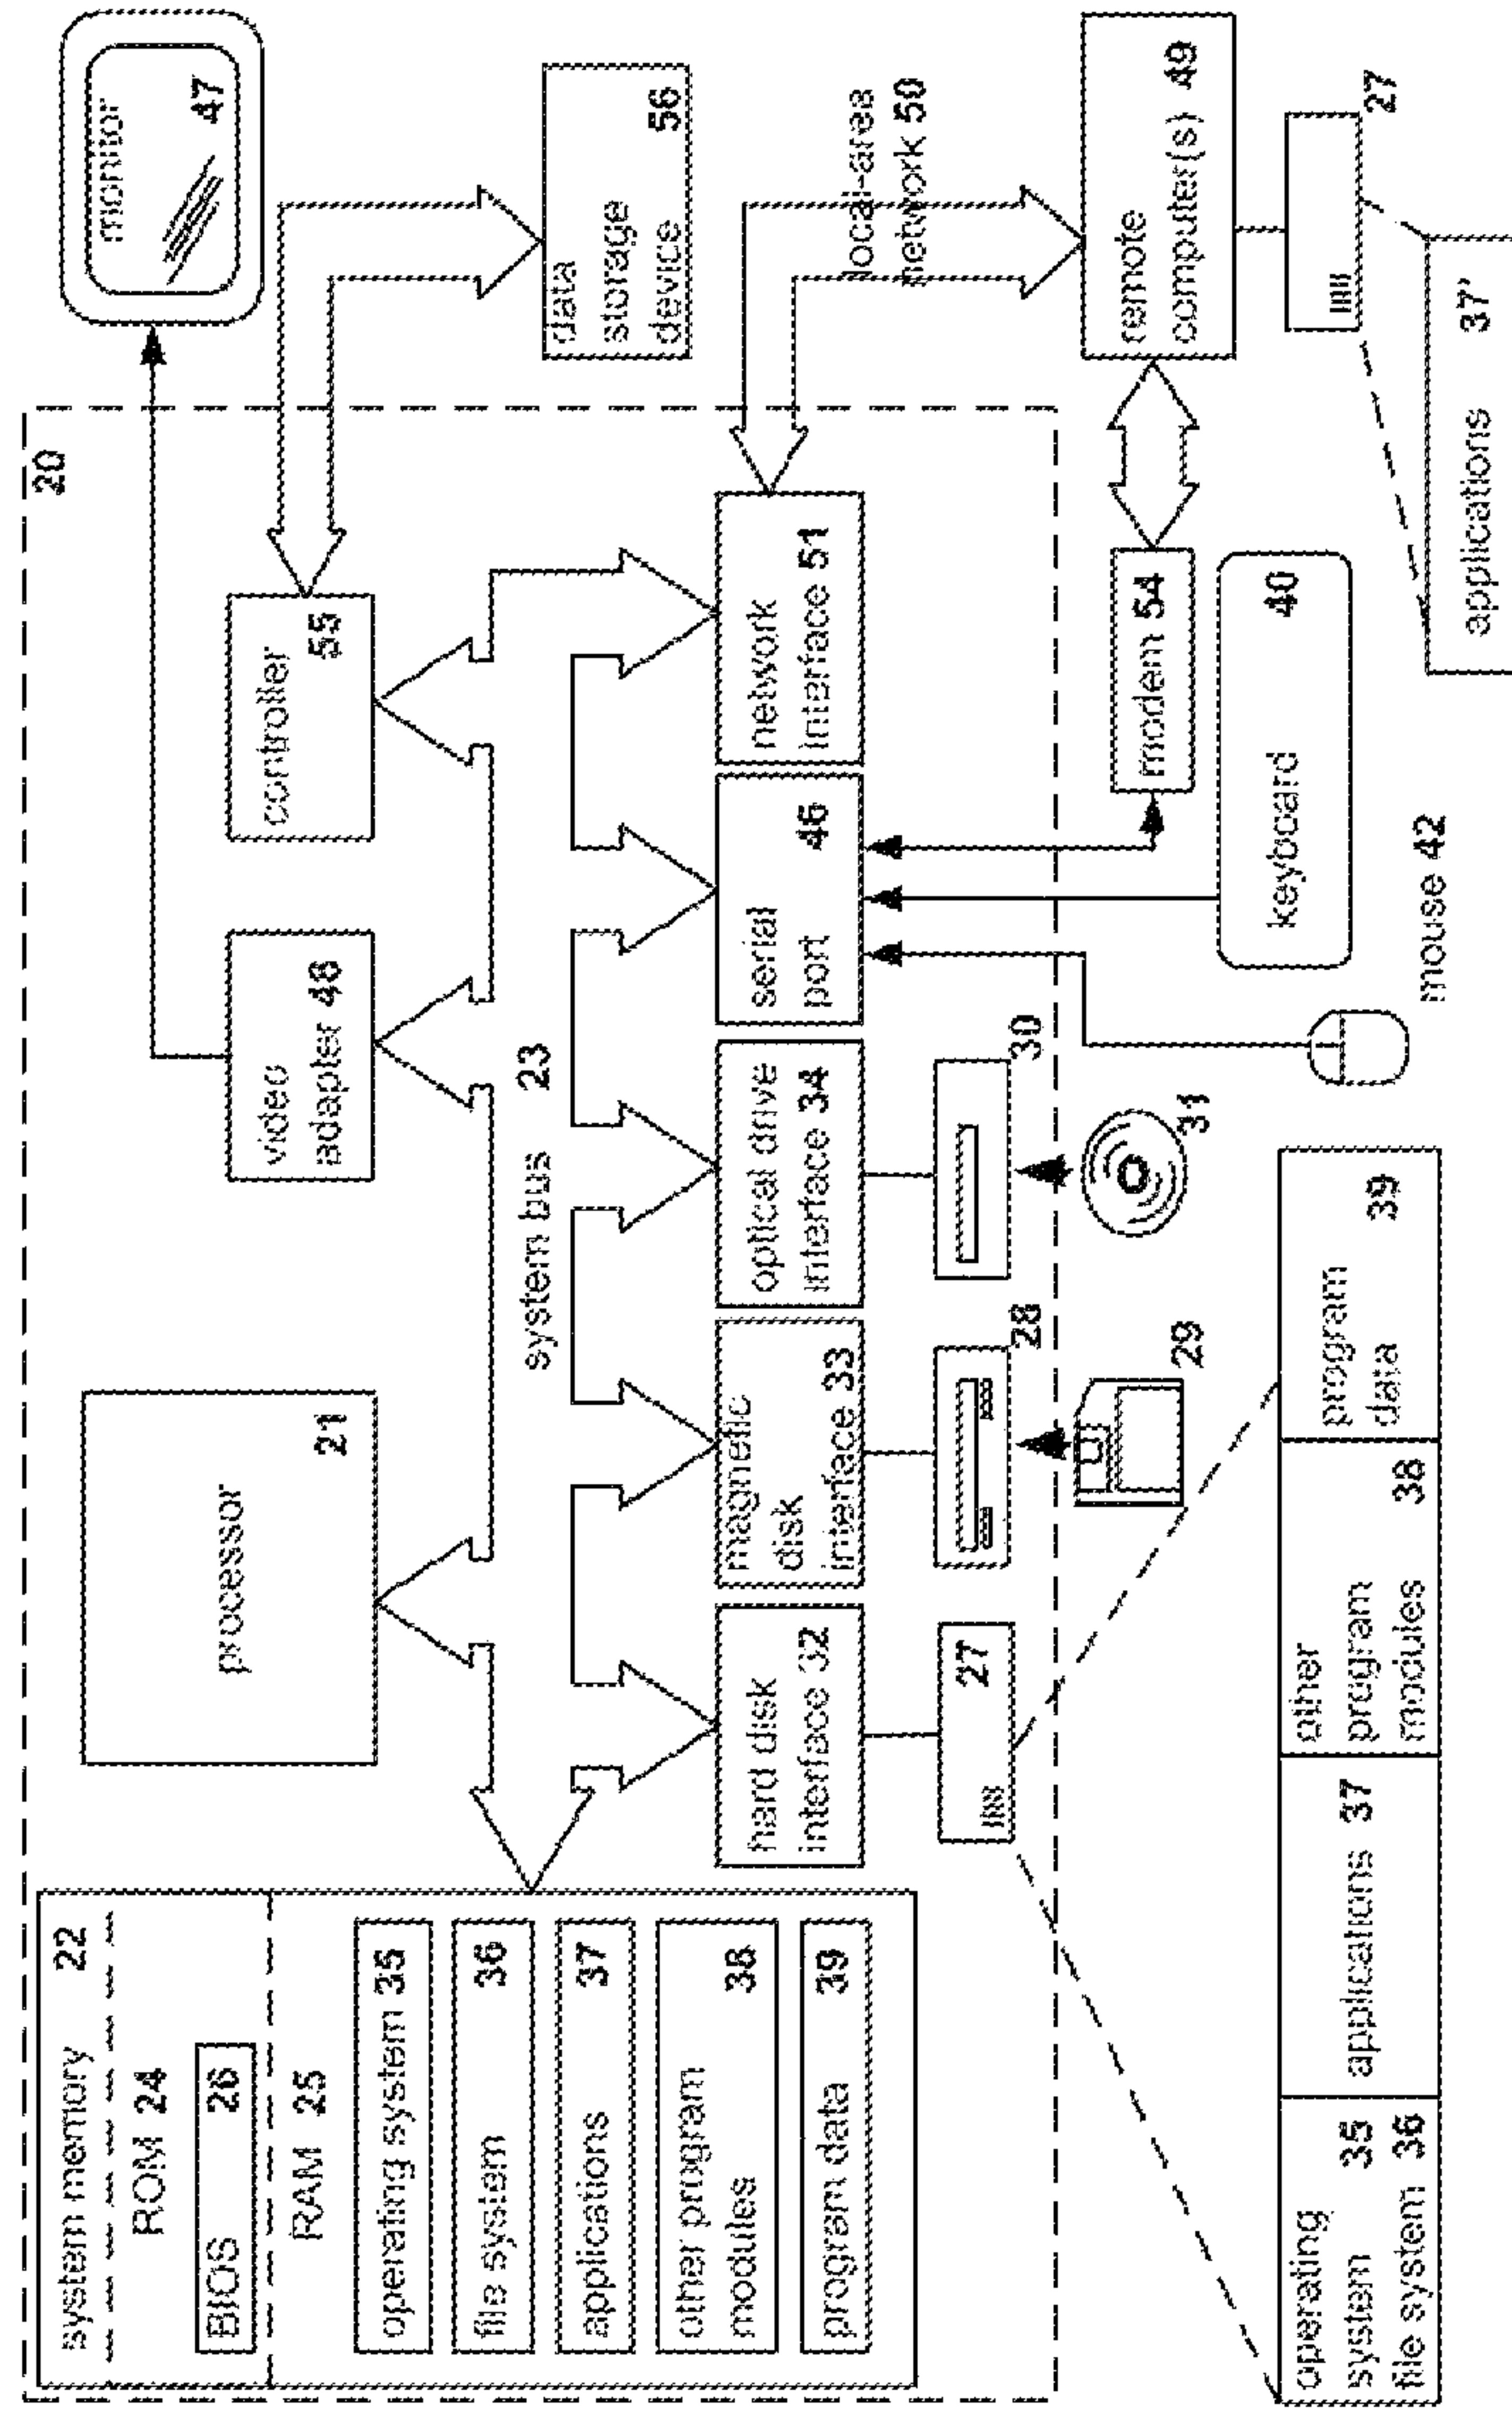 20
system memory 22
ROM 24
BIOS 26
RAM 25
operating system 35
file system 36
applications 37
other program
modules 38
program data 39
processor
21
video
adapter 48
controller
55
monitor
47
system bus 23
data
storage
device 56
hard disk
interface 32
magnetic
disk
interface 33
optical drive
interface 34
serial
port 46
network
interface 51
local-area
network 50
27
28
30
29
31
modem 54
remote
computer(s) 49
keyboard 40
mouse 42
27
operating
system 35
file system 36
applications 37
other
program
modules 38
program
data 39
applications 37'